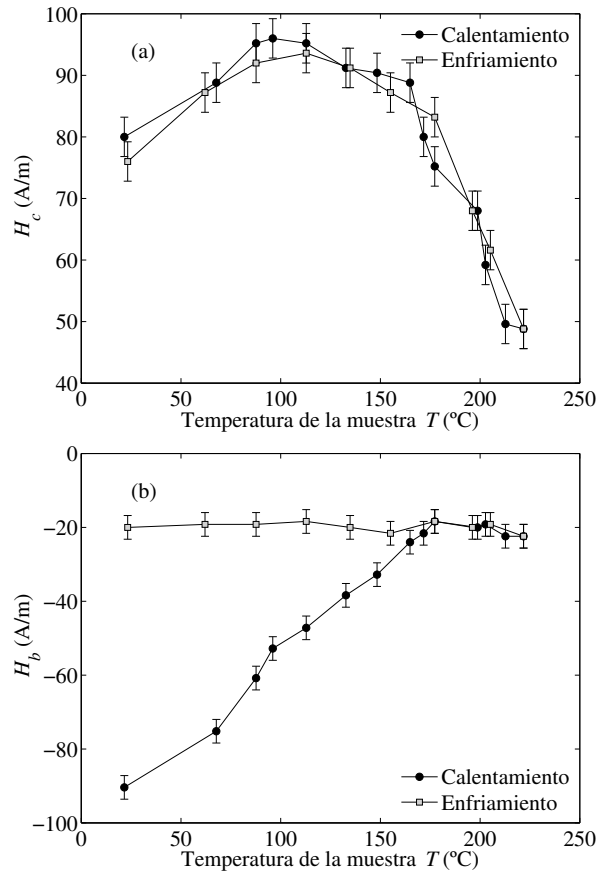 100
90
80
70
60
50
40
H_c (A/m)
(a)
Calentamiento
Enfriamiento
0 50 100 150 200 250
Temperatura de la muestra T (ºC)
0
−20
−40
−60
−80
−100
H_b (A/m)
(b)
Calentamiento
Enfriamiento
0 50 100 150 200 250
Temperatura de la muestra T (ºC)